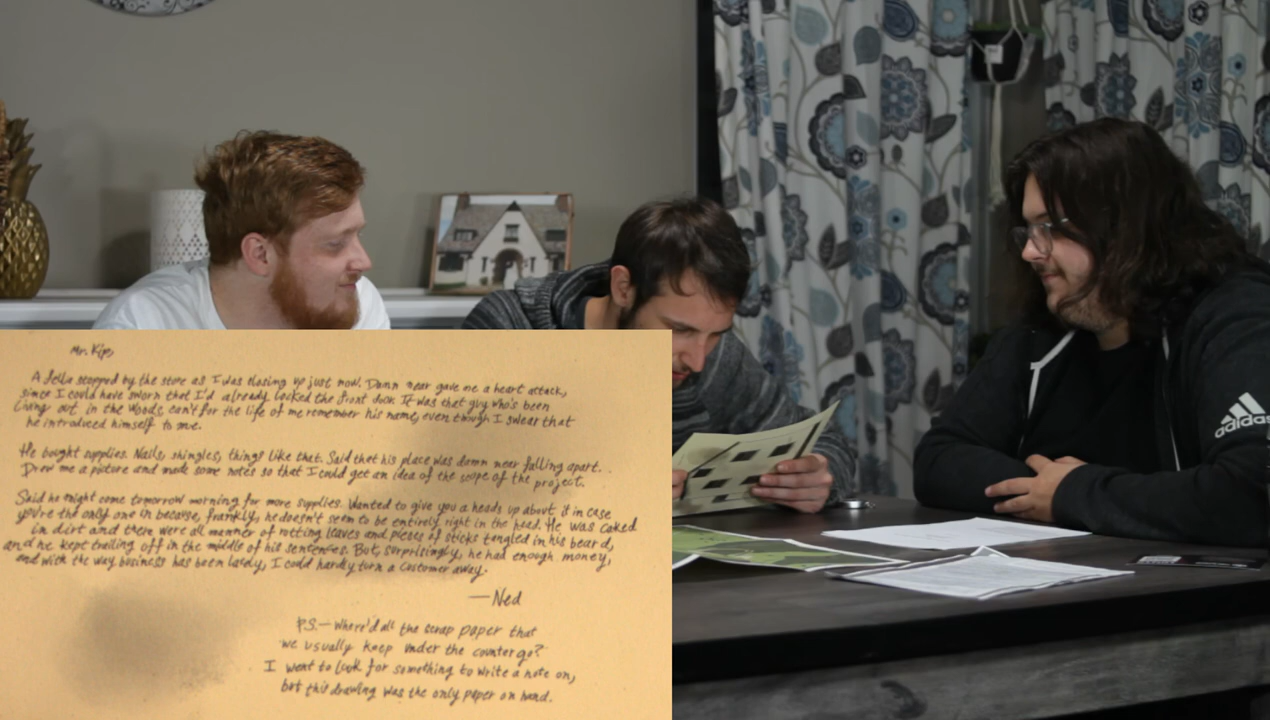 Mr. Kip,
A fella stopped by the store as I was closing up just now. Damn near gave me a heart attack,
since I could have sworn that I'd already locked the front door. It was that guy who's been
living out in the woods, can't for the life of me remember his name, even though I swear that
he introduced himself to me.
He bought supplies. Nails, shingles, things like that. Said that his place was damn near falling apart.
Drew me a picture and made some notes so that I could get an idea of the scope of the project.
Said he might come tomorrow morning for more supplies. Wanted to give you a heads up about it in case
you're the only one in because, frankly, he doesn't seem to be entirely right in the head. He was caked
in dirt and there were all manner of rotting leaves and pieces of sticks tangled in his beard,
and he kept trailing off in the middle of his sentences. But, surprisingly, he had enough money,
and with the way business has been lately, I could hardly turn a customer away.
—Ned
P.S.— Where'd all the scrap paper that
we usually keep under the counter go?
I went to look for something to write a note on,
but this drawing was the only paper on hand.
adidas